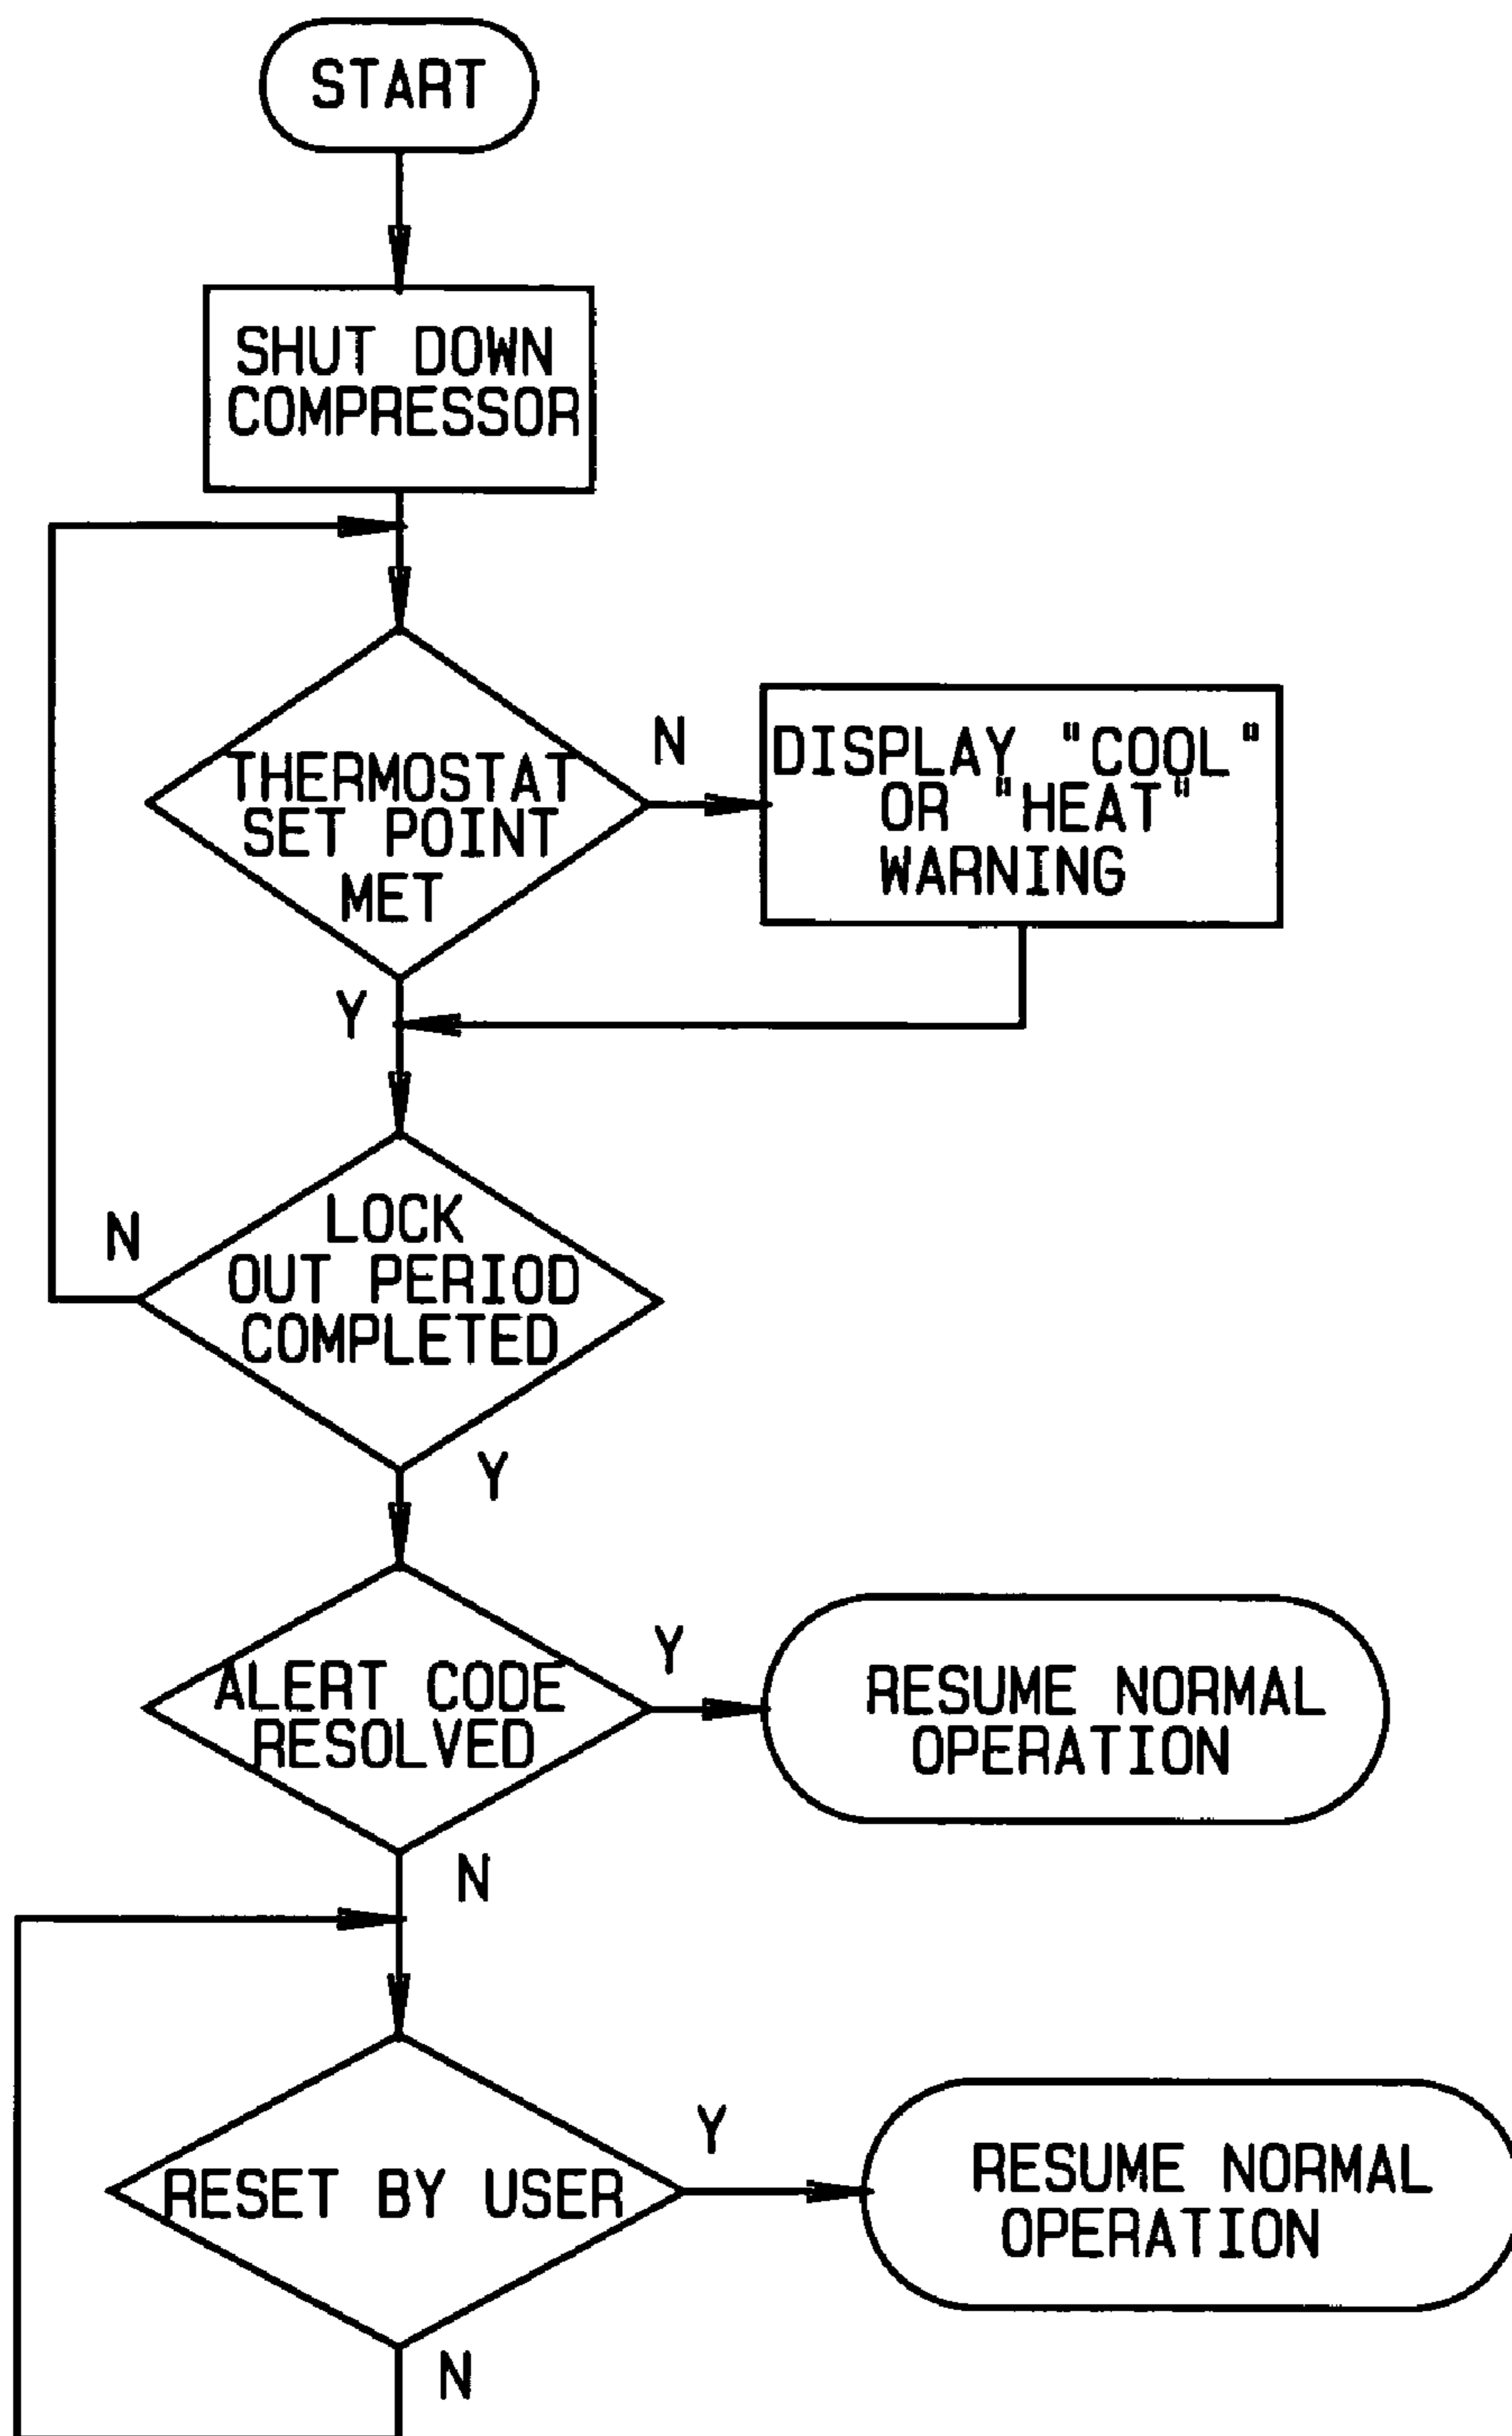 START
SHUT DOWN
COMPRESSOR
THERMOSTAT
SET POINT
MET
N
DISPLAY "COOL"
OR "HEAT"
WARNING
Y
N
LOCK
OUT PERIOD
COMPLETED
Y
ALERT CODE
RESOLVED
Y
RESUME NORMAL
OPERATION
N
RESET BY USER
Y
RESUME NORMAL
OPERATION
N